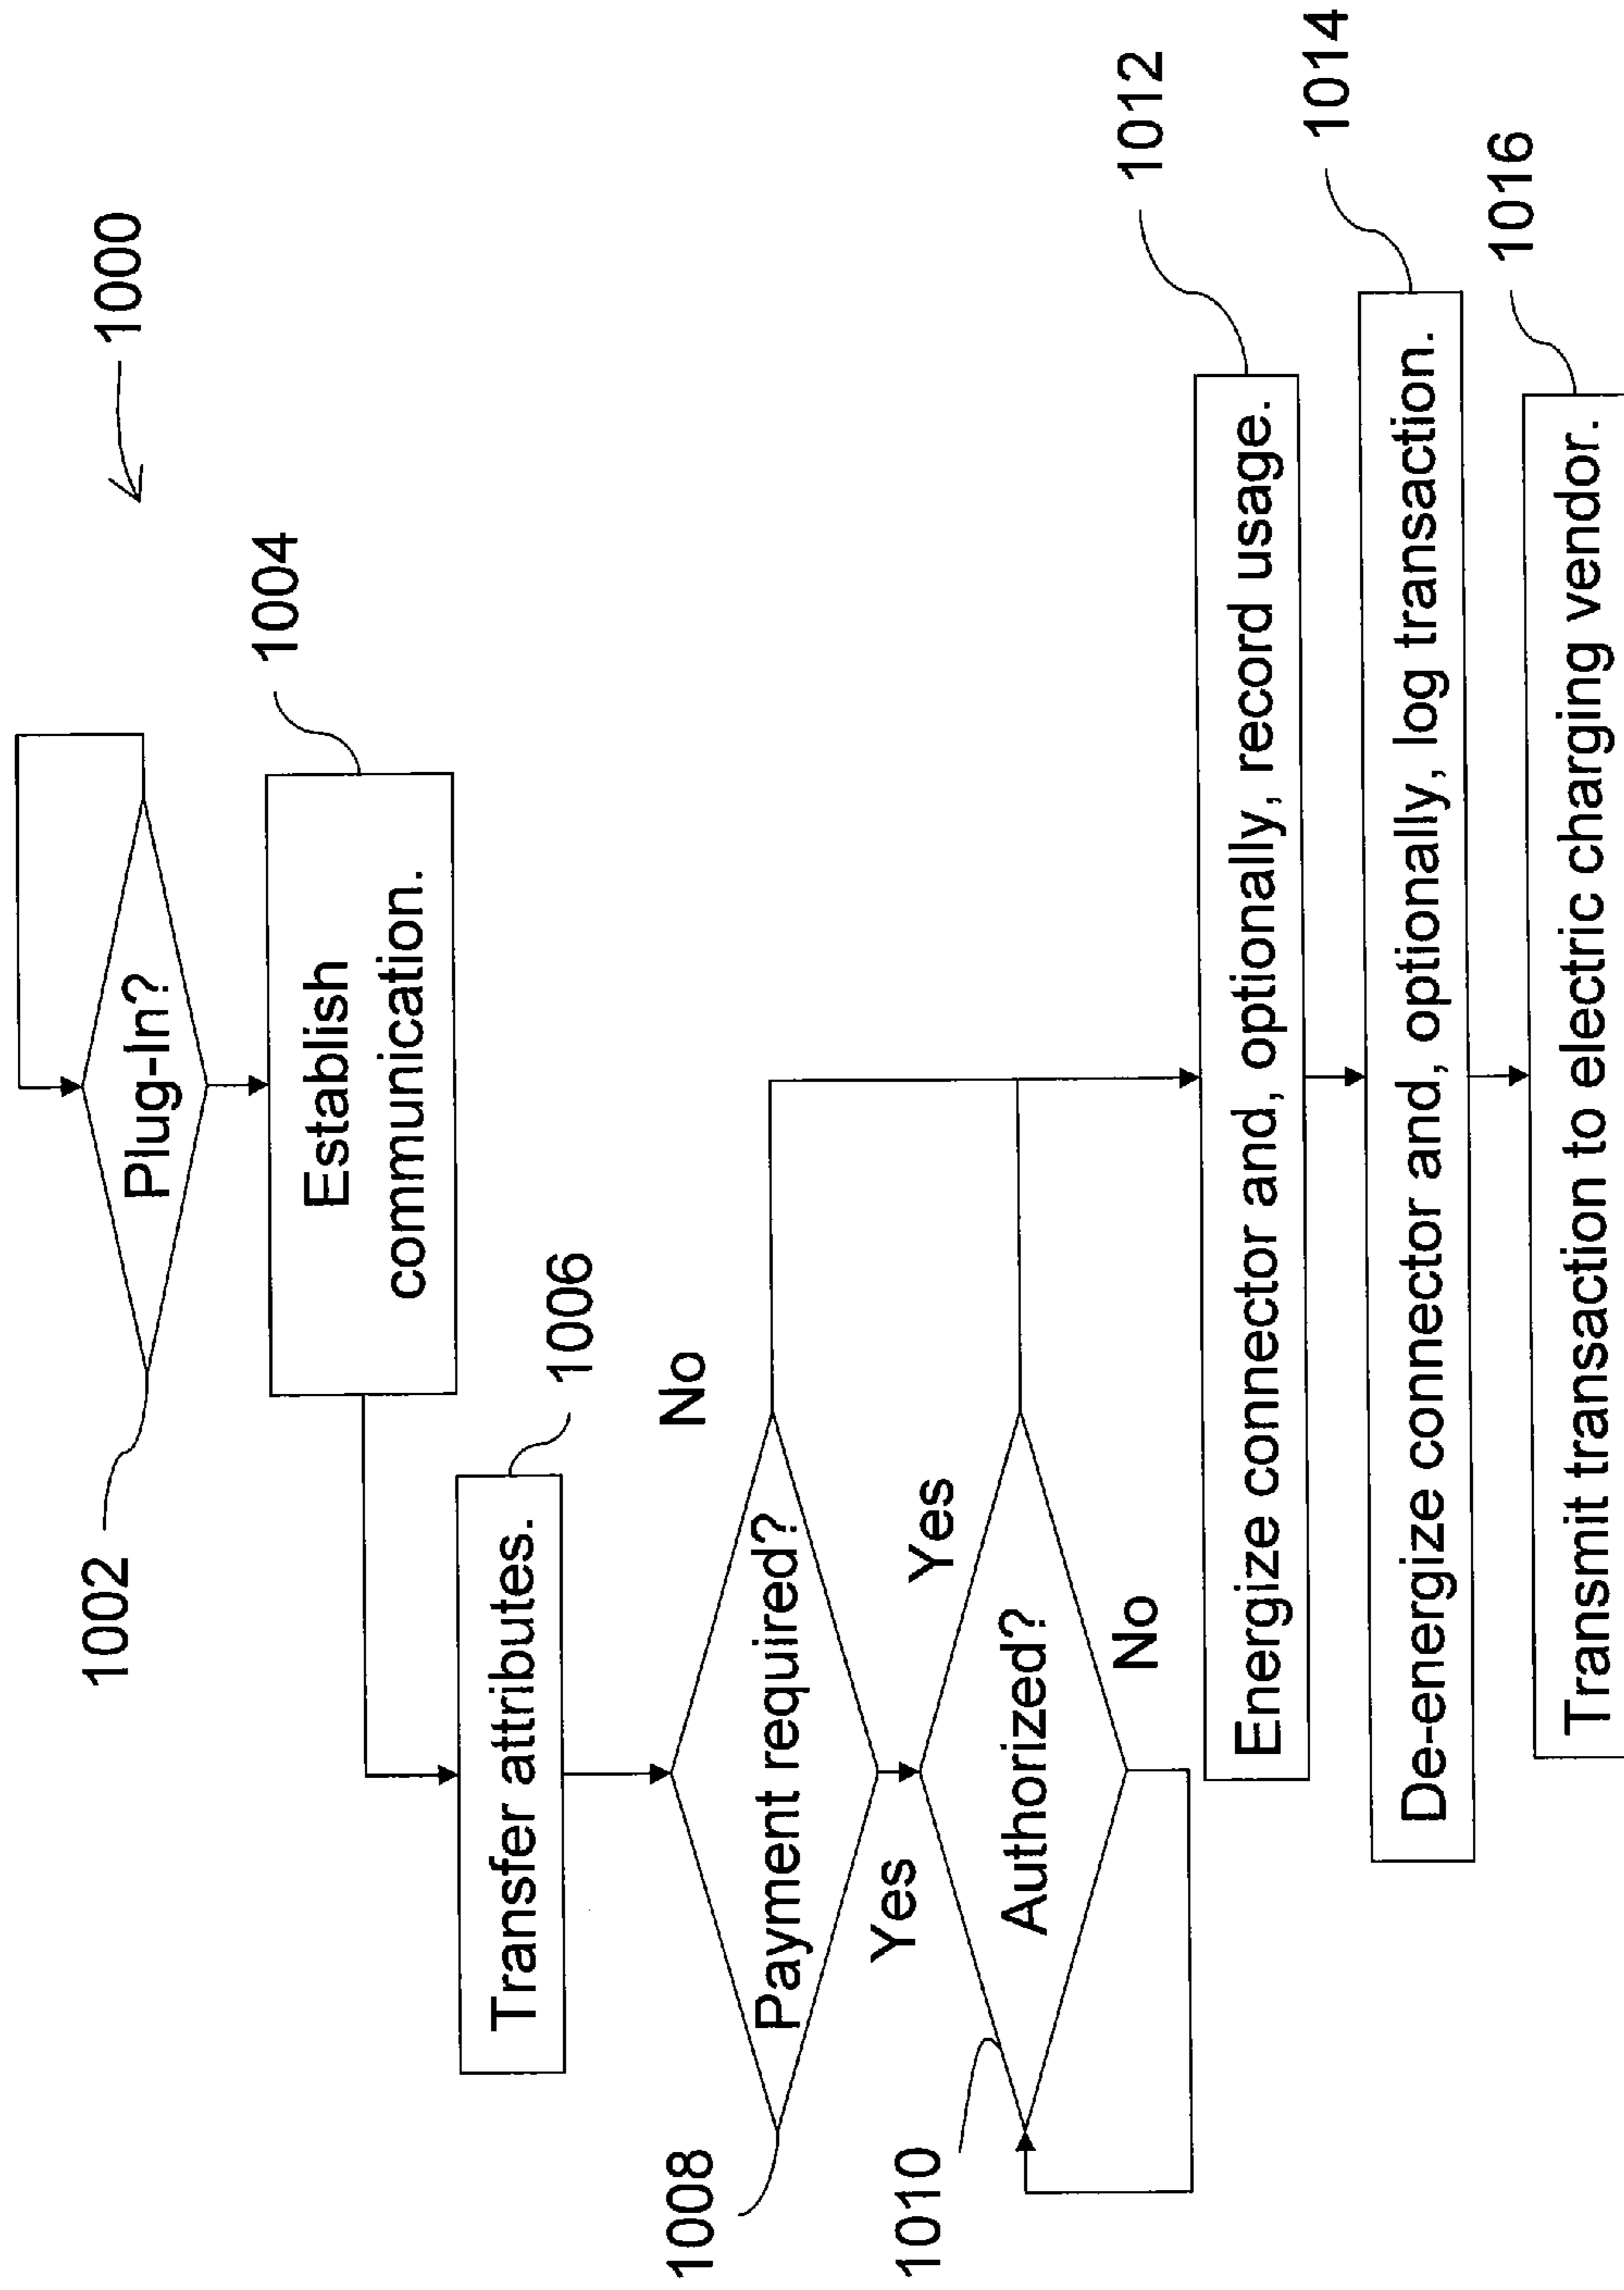 1000
1002
Plug-In?
1004
Establish
communication.
1006
Transfer attributes.
1008
Payment required?
No
Yes
1010
Authorized?
Yes
No
1012
Energize connector and, optionally, record usage.
1014
De-energize connector and, optionally, log transaction.
1016
Transmit transaction to electric charging vendor.